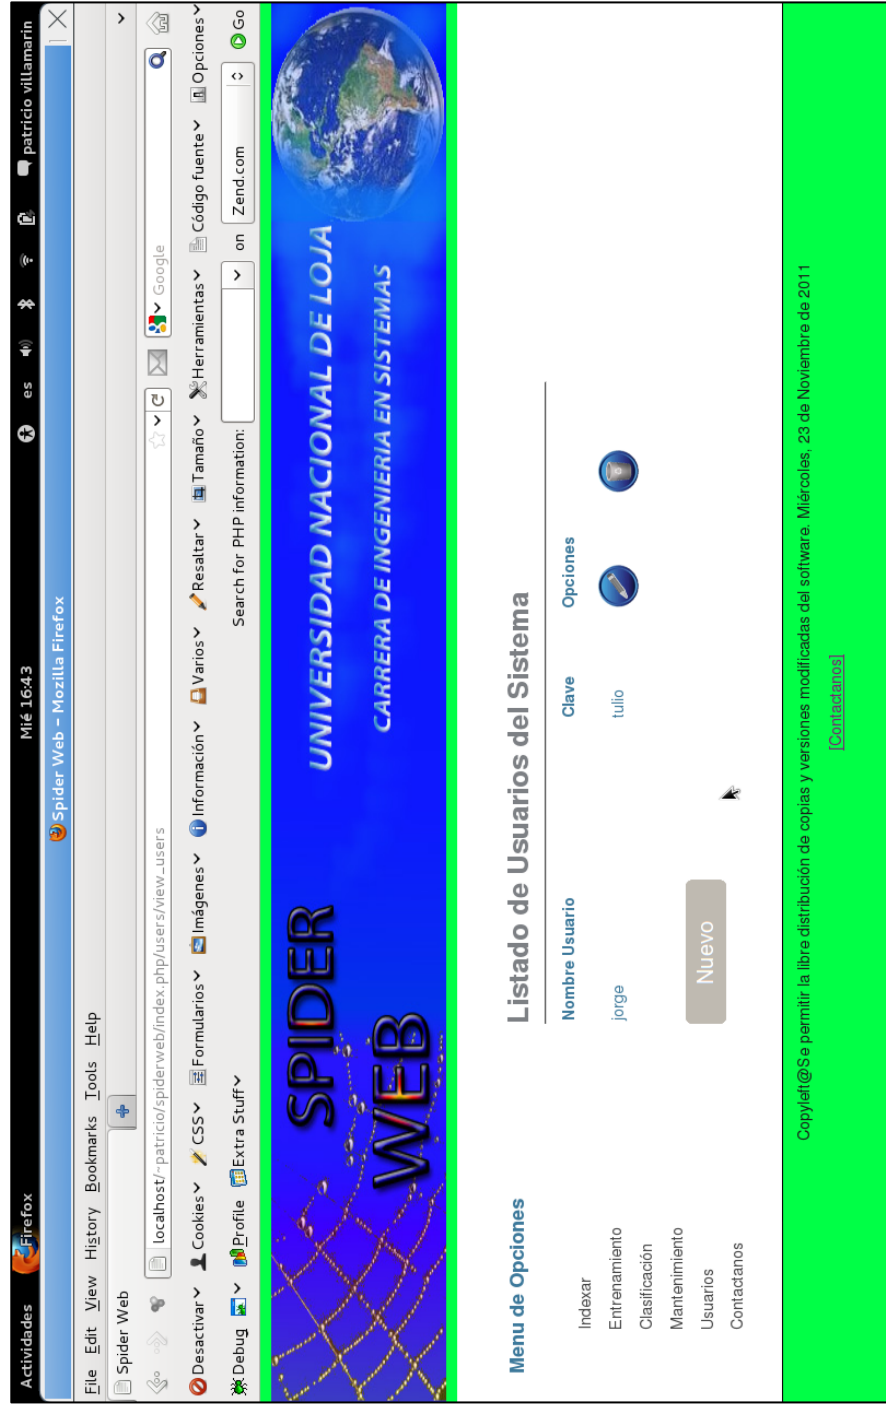 Actividades Firefox Mié 16:43 es patricio villamarin
Spider Web – Mozilla Firefox
File Edit View History Bookmarks Tools Help
Spider Web
localhost/~patricio/spiderweb/index.php/users/view_users Google
Desactivar Cookies CSS Formularios Imágenes Información Varios Resaltar Tamaño Herramientas Código fuente Opciones
Debug Profile Extra Stuff Search for PHP information: on Zend.com Go
SPIDER
WEB
UNIVERSIDAD NACIONAL DE LOJA
CARRERA DE INGENIERIA EN SISTEMAS
Menu de Opciones
Indexar
Entrenamiento
Clasificación
Mantenimiento
Usuarios
Contactanos
Listado de Usuarios del Sistema
Nombre Usuario Clave Opciones
jorge tulio
Nuevo
Copyleft@Se permitir la libre distribución de copias y versiones modificadas del software. Miércoles, 23 de Noviembre de 2011
[Contactanos]